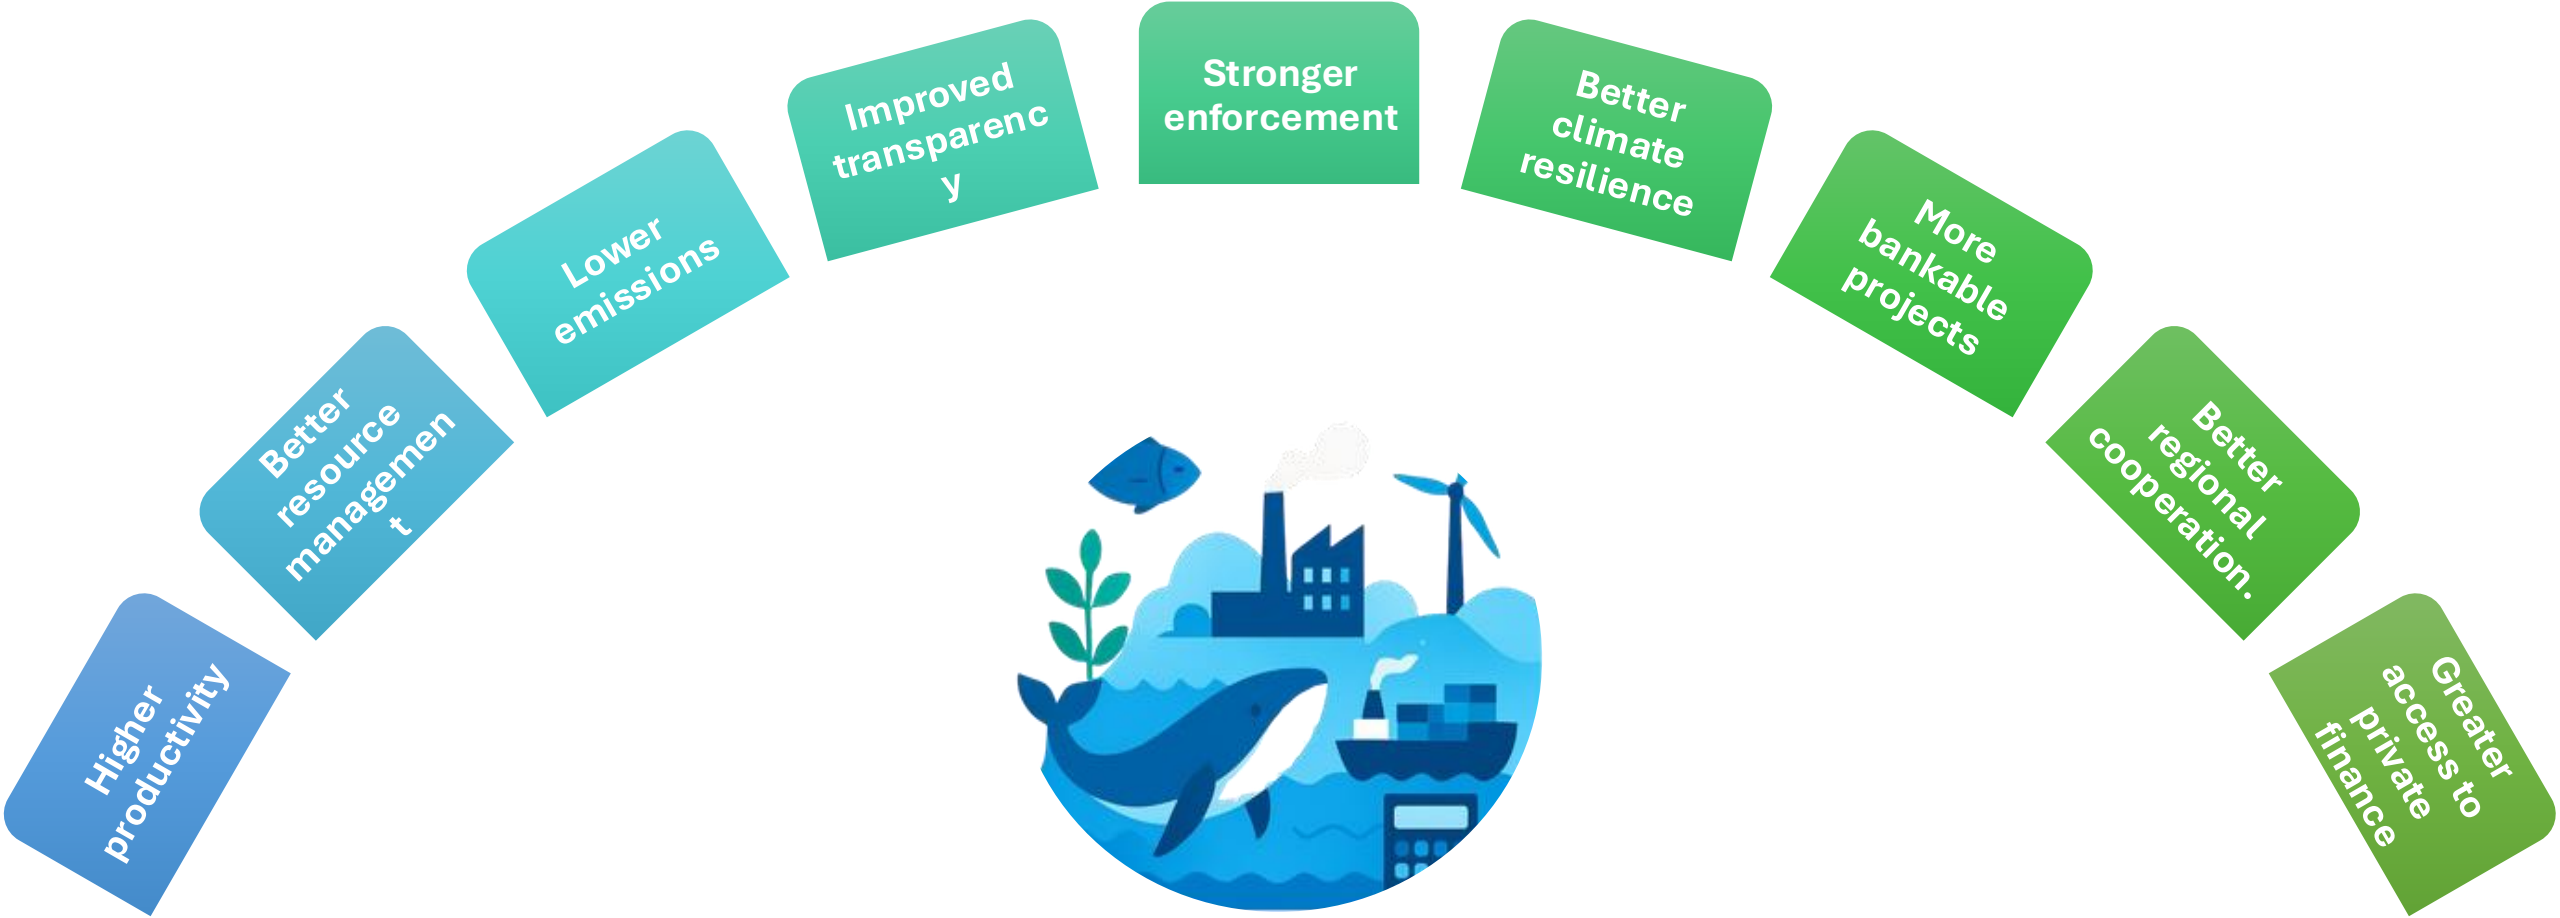 Higher
productivity
Better
resource
managemen
t
Lower
emissions
Improved
transparenc
y
Stronger
enforcement
Better
climate
resilience
More
bankable
projects
Better
regional
cooperation.
Greater
access to
private
finance